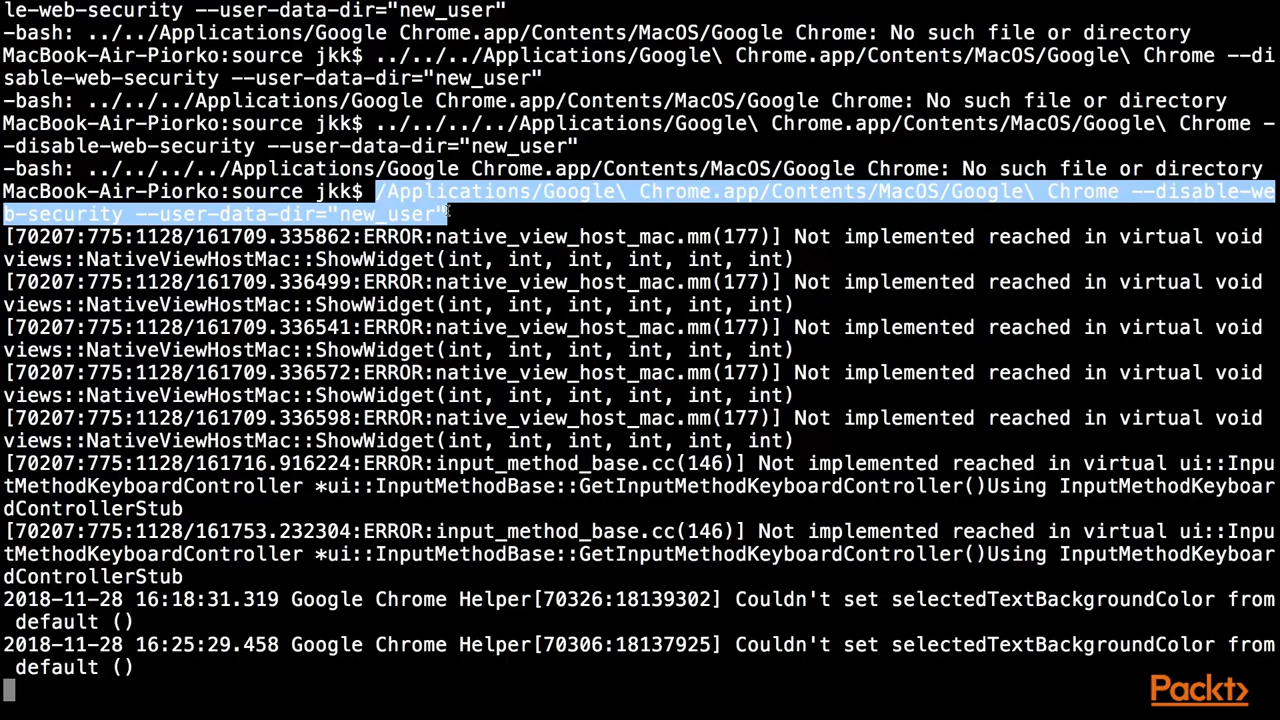 le-web-security --user-data-dir="new_user"
-bash: ../../Applications/Google Chrome.app/Contents/MacOS/Google Chrome: No such file or directory
MacBook-Air-Piorko:source jkk$ ../../../Applications/Google\ Chrome.app/Contents/MacOS/Google\ Chrome --di
sable-web-security --user-data-dir="new_user"
-bash: ../../../Applications/Google Chrome.app/Contents/MacOS/Google Chrome: No such file or directory
MacBook-Air-Piorko:source jkk$ ../../../../Applications/Google\ Chrome.app/Contents/MacOS/Google\ Chrome -
-disable-web-security --user-data-dir="new_user"
-bash: ../../../../Applications/Google Chrome.app/Contents/MacOS/Google Chrome: No such file or directory
MacBook-Air-Piorko:source jkk$ /Applications/Google\ Chrome.app/Contents/MacOS/Google\ Chrome --disable-we
b-security --user-data-dir="new_user"
[70207:775:1128/161709.335862:ERROR:native_view_host_mac.mm(177)] Not implemented reached in virtual void
views::NativeViewHostMac::ShowWidget(int, int, int, int, int, int)
[70207:775:1128/161709.336499:ERROR:native_view_host_mac.mm(177)] Not implemented reached in virtual void
views::NativeViewHostMac::ShowWidget(int, int, int, int, int, int)
[70207:775:1128/161709.336541:ERROR:native_view_host_mac.mm(177)] Not implemented reached in virtual void
views::NativeViewHostMac::ShowWidget(int, int, int, int, int, int)
[70207:775:1128/161709.336572:ERROR:native_view_host_mac.mm(177)] Not implemented reached in virtual void
views::NativeViewHostMac::ShowWidget(int, int, int, int, int, int)
[70207:775:1128/161709.336598:ERROR:native_view_host_mac.mm(177)] Not implemented reached in virtual void
views::NativeViewHostMac::ShowWidget(int, int, int, int, int, int)
[70207:775:1128/161716.916224:ERROR:input_method_base.cc(146)] Not implemented reached in virtual ui::Inpu
tMethodKeyboardController *ui::InputMethodBase::GetInputMethodKeyboardController()Using InputMethodKeyboar
dControllerStub
[70207:775:1128/161753.232304:ERROR:input_method_base.cc(146)] Not implemented reached in virtual ui::Inpu
tMethodKeyboardController *ui::InputMethodBase::GetInputMethodKeyboardController()Using InputMethodKeyboar
dControllerStub
2018-11-28 16:18:31.319 Google Chrome Helper[70326:18139302] Couldn't set selectedTextBackgroundColor from
default ()
2018-11-28 16:25:29.458 Google Chrome Helper[70306:18137925] Couldn't set selectedTextBackgroundColor from
default ()
Packt>